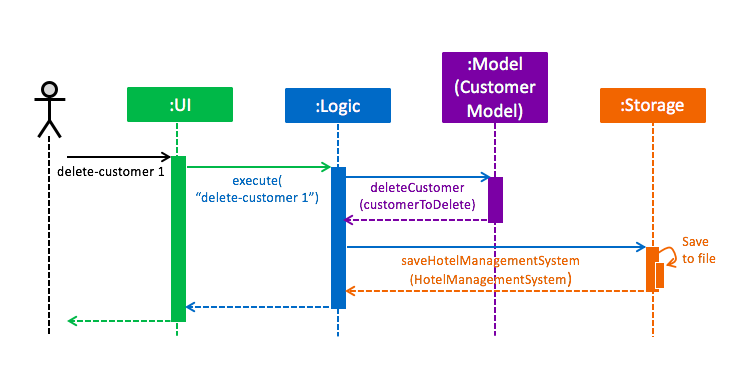 :UI
:Logic
:Model
(Customer
Model)
:Storage
delete-customer 1
execute(
“delete-customer 1”)
deleteCustomer
(customerToDelete)
saveHotelManagementSystem
(HotelManagementSystem)
Save
to file